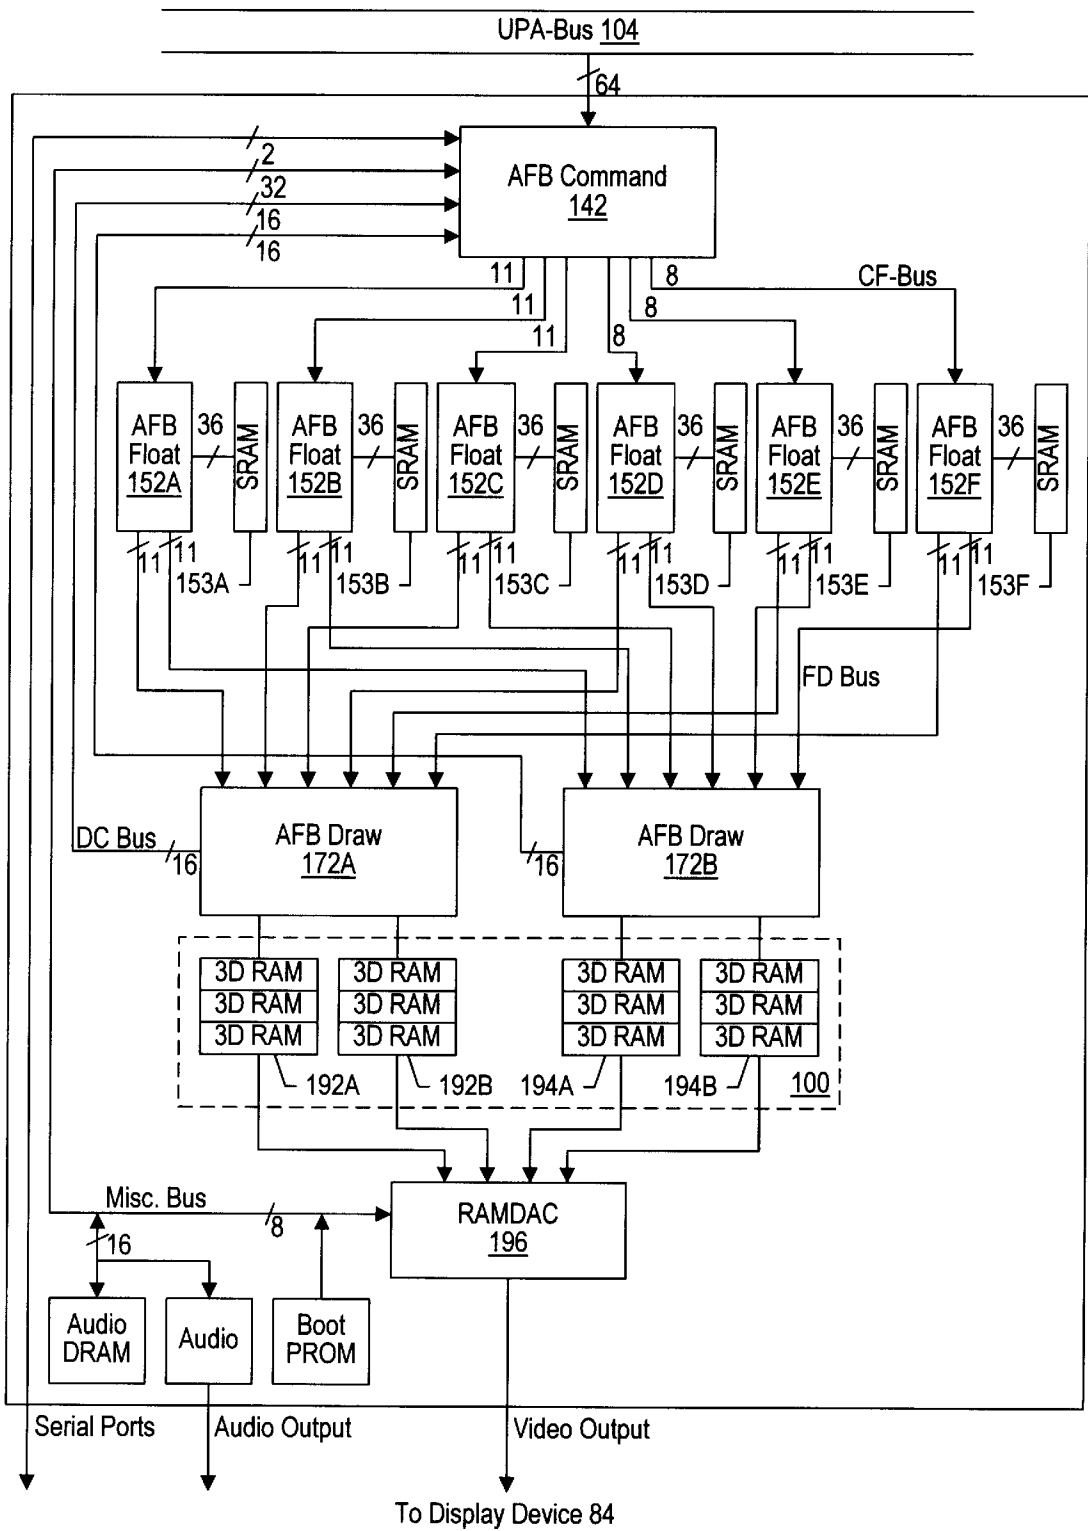 UPA-Bus 104
64
2
32
16
16
AFB Command
142
11
11
11
8
8
8
CF-Bus
AFB
Float
152A
36
SRAM
AFB
Float
152B
36
SRAM
AFB
Float
152C
36
SRAM
AFB
Float
152D
36
SRAM
AFB
Float
152E
36
SRAM
AFB
Float
152F
36
SRAM
11
11
153A
11
11
153B
11
11
153C
11
11
153D
11
11
153E
11
11
153F
FD Bus
DC Bus
16
AFB Draw
172A
16
AFB Draw
172B
3D RAM
3D RAM
3D RAM
3D RAM
3D RAM
3D RAM
3D RAM
3D RAM
3D RAM
3D RAM
3D RAM
3D RAM
192A
192B
194A
194B
100
Misc. Bus
8
16
RAMDAC
196
Audio
DRAM
Audio
Boot
PROM
Serial Ports
Audio Output
Video Output
To Display Device 84